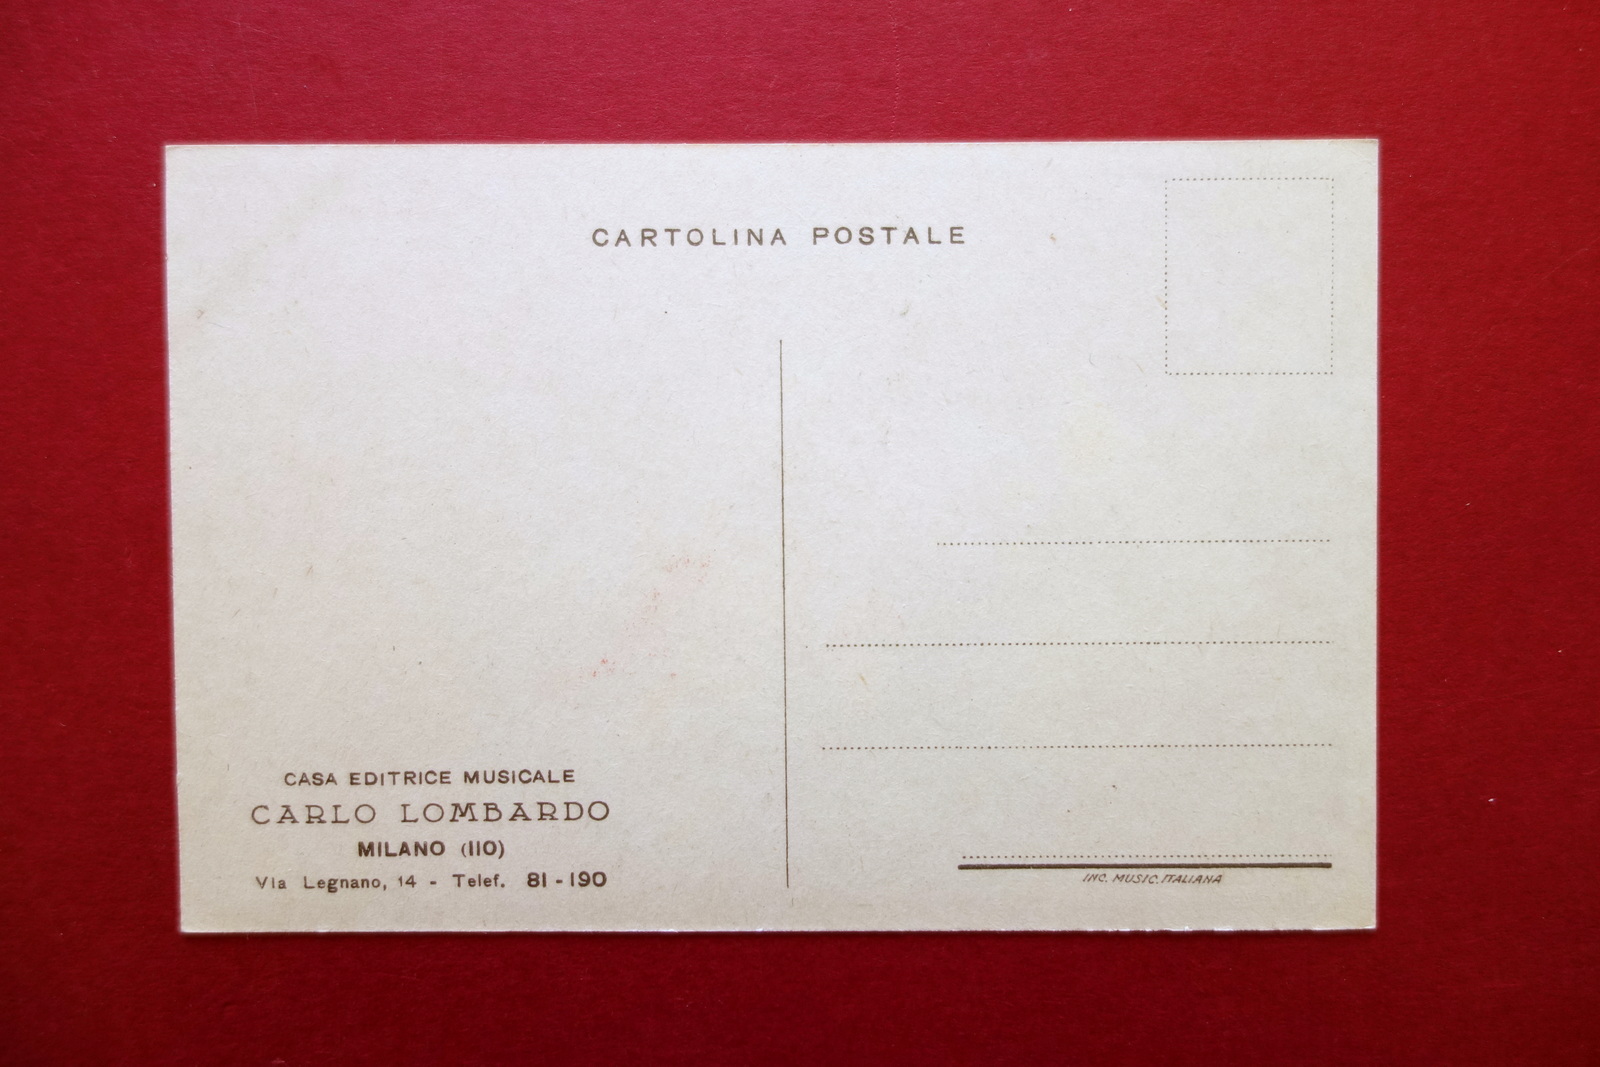 CARTOLINA POSTALE
CASA EDITRICE MUSICALE
CARLO LOMBARDO
MILANO (110)
Via Legnano, 14 - Telef. 81-190
INC. MUSIC. ITALIANA